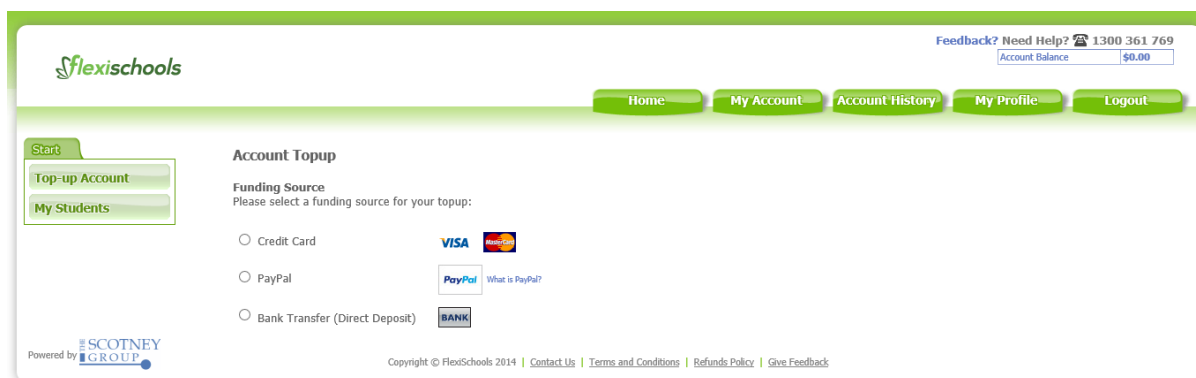 Feedback? Need Help? ☎ 1300 361 769
Account Balance $0.00
flexischools
Home My Account Account History My Profile Logout
Start
Top-up Account
My Students
Account Topup
Funding Source
Please select a funding source for your topup:
Credit Card VISA MasterCard
PayPal PayPal What is PayPal?
Bank Transfer (Direct Deposit) BANK
Powered by THE SCOTNEY GROUP
Copyright © FlexiSchools 2014 | Contact Us | Terms and Conditions | Refunds Policy | Give Feedback